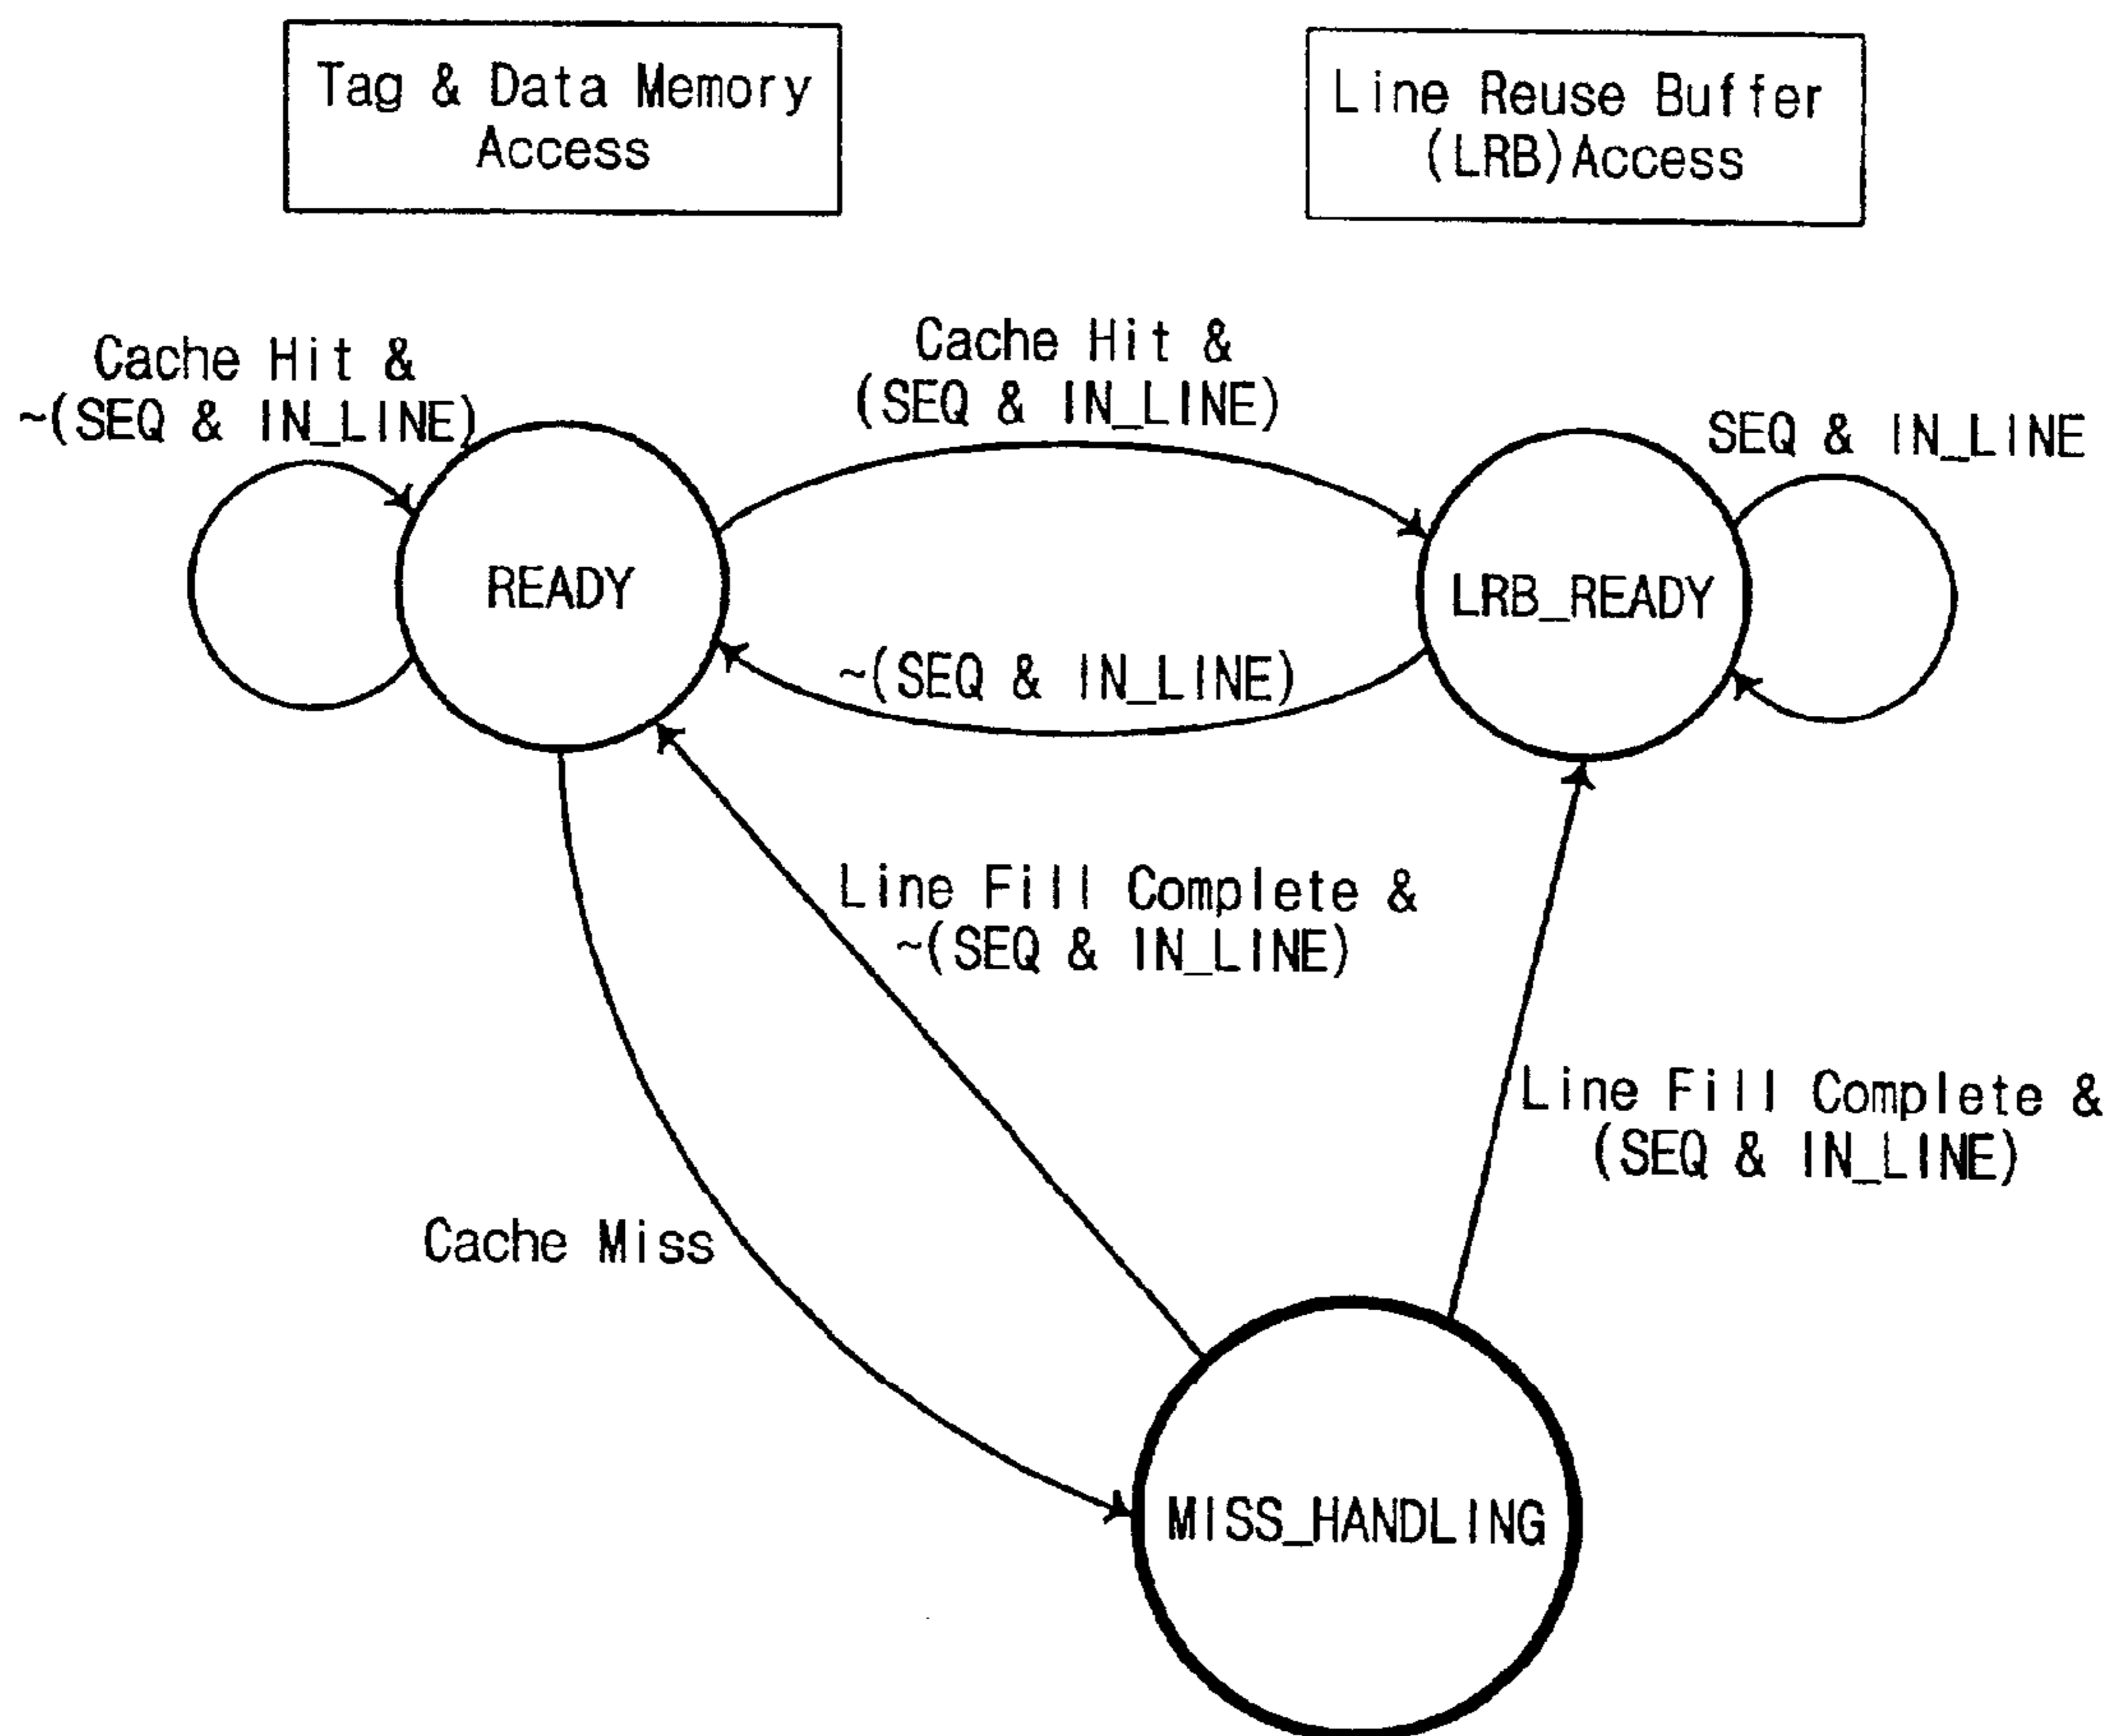 Tag & Data Memory
Access
Line Reuse Buffer
(LRB)Access
Cache Hit &
~(SEQ & IN_LINE)
Cache Hit &
(SEQ & IN_LINE)
SEQ & IN_LINE
READY
LRB_READY
~(SEQ & IN_LINE)
Line Fill Complete &
~(SEQ & IN_LINE)
Line Fill Complete &
(SEQ & IN_LINE)
Cache Miss
MISS_HANDLING